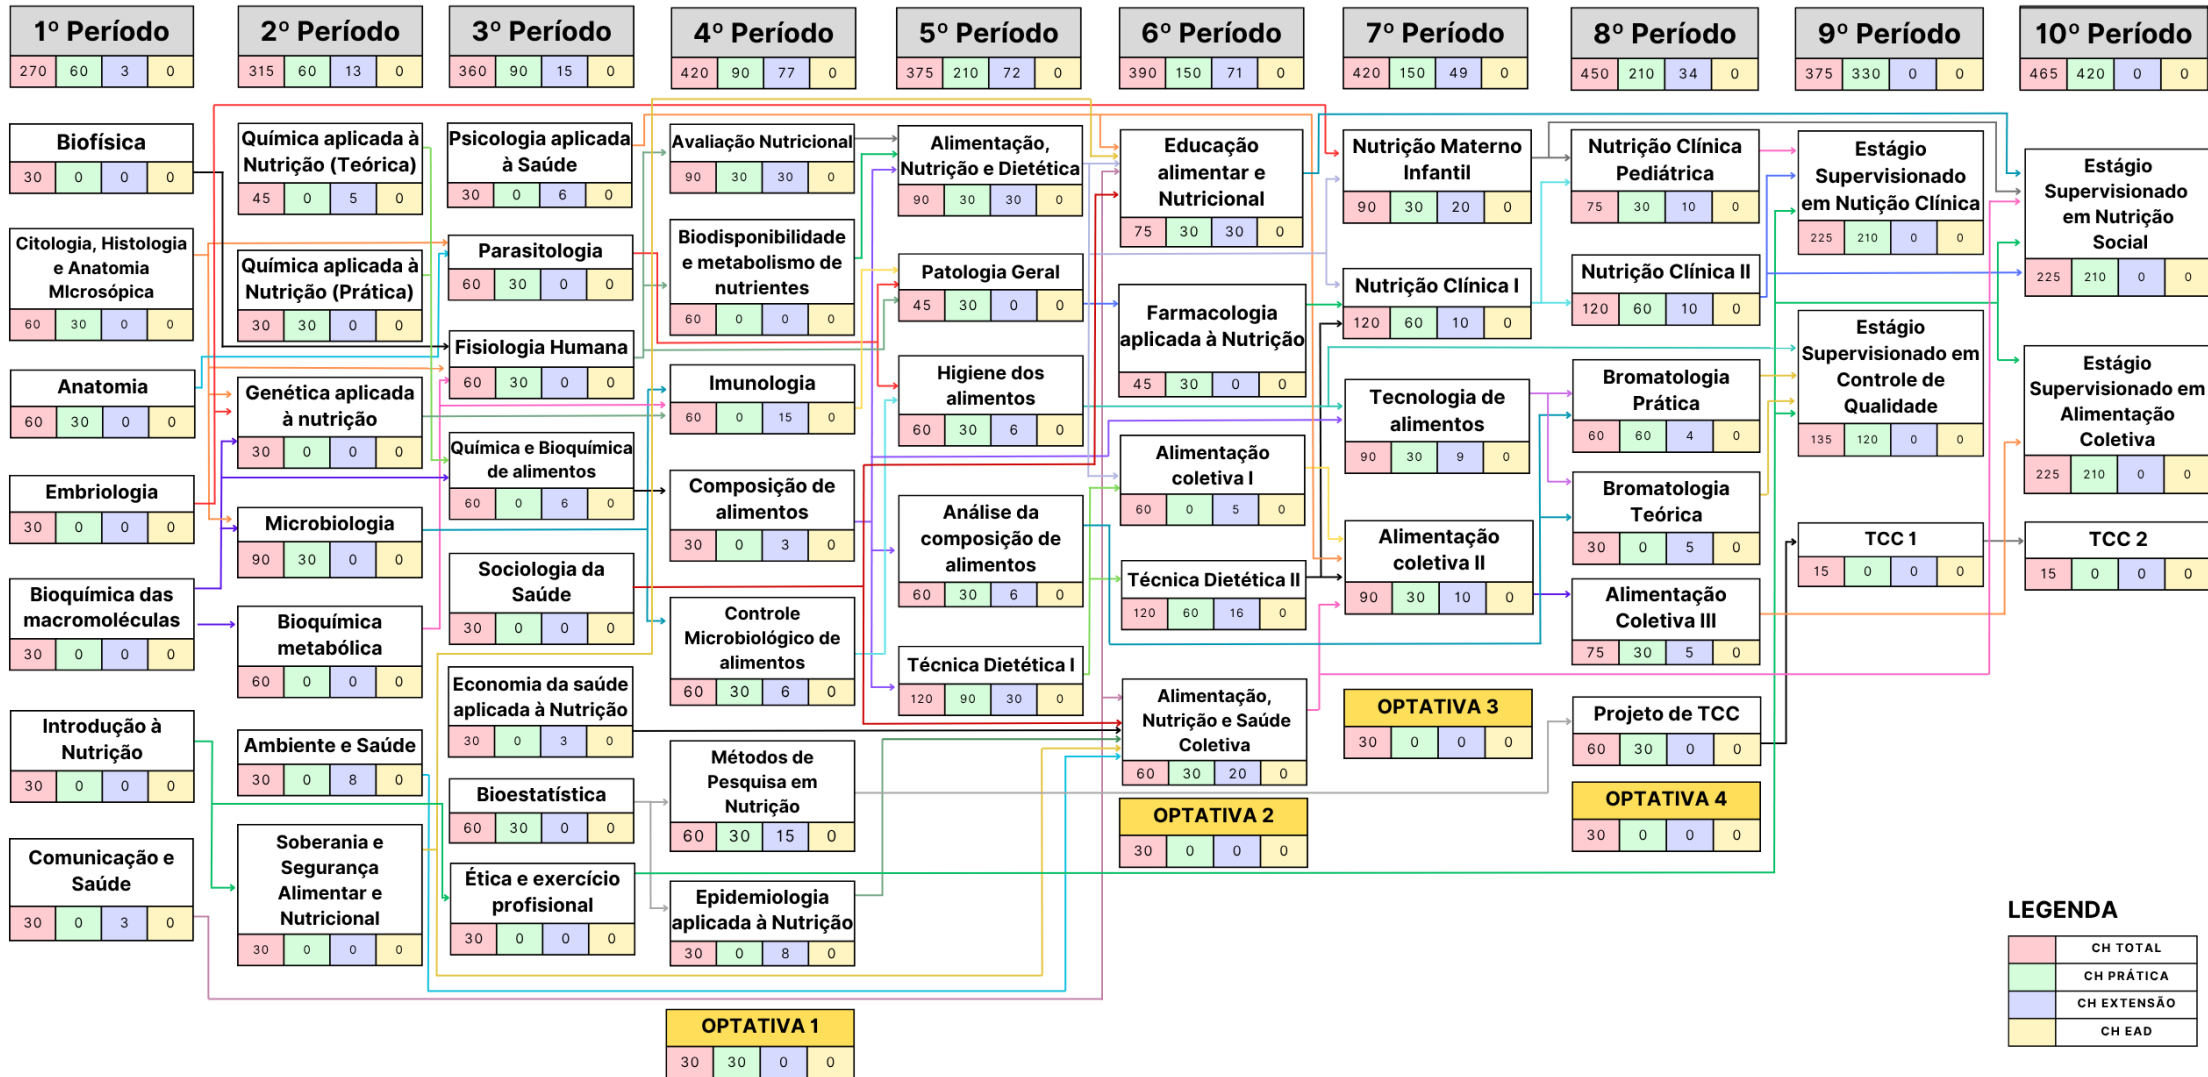 1º Período
270 60 3 0
Biofísica
30 0 0 0
Citologia, Histologia
e Anatomia
MIcrosópica
60 30 0 0
Anatomia
60 30 0 0
Embriologia
30 0 0 0
Bioquímica das
macromoléculas
30 0 0 0
Introdução à
Nutrição
30 0 0 0
Comunicação e
Saúde
30 0 3 0
2º Período
315 60 13 0
Química aplicada à
Nutrição (Teórica)
45 0 5 0
Química aplicada à
Nutrição (Prática)
30 30 0 0
Genética aplicada
à nutrição
30 0 0 0
Microbiologia
90 30 0 0
Bioquímica
metabólica
60 0 0 0
Ambiente e Saúde
30 0 8 0
Soberania e
Segurança
Alimentar e
Nutricional
30 0 0 0
3º Período
360 90 15 0
Psicologia aplicada
à Saúde
30 0 6 0
Parasitologia
60 30 0 0
Fisiologia Humana
60 30 0 0
Química e Bioquímica
de alimentos
60 0 6 0
Sociologia da
Saúde
30 0 0 0
Economia da saúde
aplicada à Nutrição
30 0 3 0
Bioestatística
60 30 0 0
Ética e exercício
profisional
30 0 0 0
4º Período
420 90 77 0
Avaliação Nutricional
90 30 30 0
Biodisponibilidade
e metabolismo de
nutrientes
60 0 0 0
Imunologia
60 0 15 0
Composição de
alimentos
30 0 3 0
Controle
Microbiológico de
alimentos
60 30 6 0
Métodos de
Pesquisa em
Nutrição
60 30 15 0
Epidemiologia
aplicada à Nutrição
30 0 8 0
OPTATIVA 1
30 30 0 0
5º Período
375 210 72 0
Alimentação,
Nutrição e Dietética
90 30 30 0
Patologia Geral
45 30 0 0
Higiene dos
alimentos
60 30 6 0
Análise da
composição de
alimentos
60 30 6 0
Técnica Dietética I
120 90 30 0
6º Período
390 150 71 0
Educação
alimentar e
Nutricional
75 30 30 0
Farmacologia
aplicada à Nutrição
45 30 0 0
Alimentação
coletiva I
60 0 5 0
Técnica Dietética II
120 60 16 0
Alimentação,
Nutrição e Saúde
Coletiva
60 30 20 0
OPTATIVA 2
30 0 0 0
7º Período
420 150 49 0
Nutrição Materno
Infantil
90 30 20 0
Nutrição Clínica I
120 60 10 0
Tecnologia de
alimentos
90 30 9 0
Alimentação
coletiva II
90 30 10 0
OPTATIVA 3
30 0 0 0
8º Período
450 210 34 0
Nutrição Clínica
Pediátrica
75 30 10 0
Nutrição Clínica II
120 60 10 0
Bromatologia
Prática
60 60 4 0
Bromatologia
Teórica
30 0 5 0
Alimentação
Coletiva III
75 30 5 0
Projeto de TCC
60 30 0 0
OPTATIVA 4
30 0 0 0
9º Período
375 330 0 0
Estágio
Supervisionado
em Nutição Clínica
225 210 0 0
Estágio
Supervisionado em
Controle de
Qualidade
135 120 0 0
TCC 1
15 0 0 0
10º Período
465 420 0 0
Estágio
Supervisionado
em Nutrição
Social
225 210 0 0
Estágio
Supervisionado em
Alimentação
Coletiva
225 210 0 0
TCC 2
15 0 0 0
LEGENDA
CH TOTAL
CH PRÁTICA
CH EXTENSÃO
CH EAD